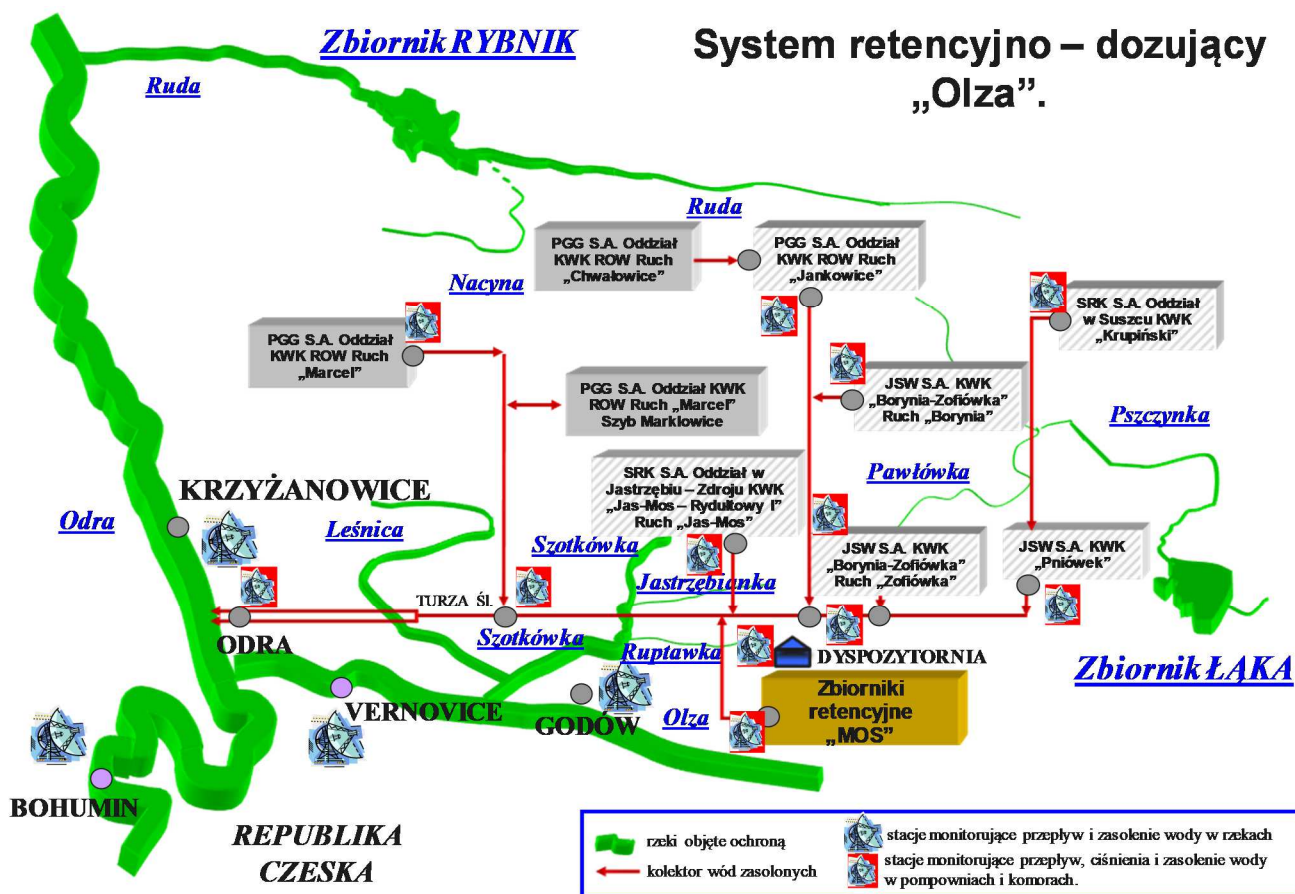 System retencyjno – dozujący
„Olza”.
Zbiornik RYBNIK
Ruda
Ruda
Nacyna
PGG S.A. Oddział
KWK ROW Ruch
„Chwałowice”
PGG S.A. Oddział
KWK ROW Ruch
„Jankowice”
SRK S.A. Oddział
w Suszcu KWK
„Krupiński”
PGG S.A. Oddział
KWK ROW Ruch
„Marcel”
PGG S.A. Oddział KWK
ROW Ruch „Marcel”
Szyb Marklowice
JSW S.A. KWK
„Borynia-Zofiówka”
Ruch „Borynia”
Pszczynka
Pawłówka
SRK S.A. Oddział w
Jastrzębiu – Zdroju KWK
„Jas-Mos – Rydułtowy I”
Ruch „Jas-Mos”
KRZYŻANOWICE
Odra
Leśnica
Szotkówka
Jastrzębianka
JSW S.A. KWK
„Borynia-Zofiówka”
Ruch „Zofiówka”
JSW S.A. KWK
„Pniówek”
TURZA ŚL.
ODRA
Szotkówka
Ruptawka
DYSPOZYTORNIA
Zbiornik ŁĄKA
VERNOVICE
GODÓW
Olza
Zbiorniki
retencyjne
„MOS”
BOHUMIN
REPUBLIKA
CZESKA
rzeki objęte ochroną
kolektor wód zasolonych
stacje monitorujące przepływ i zasolenie wody w rzekach
stacje monitorujące przepływ, ciśnienia i zasolenie wody
w pompowniach i komorach.